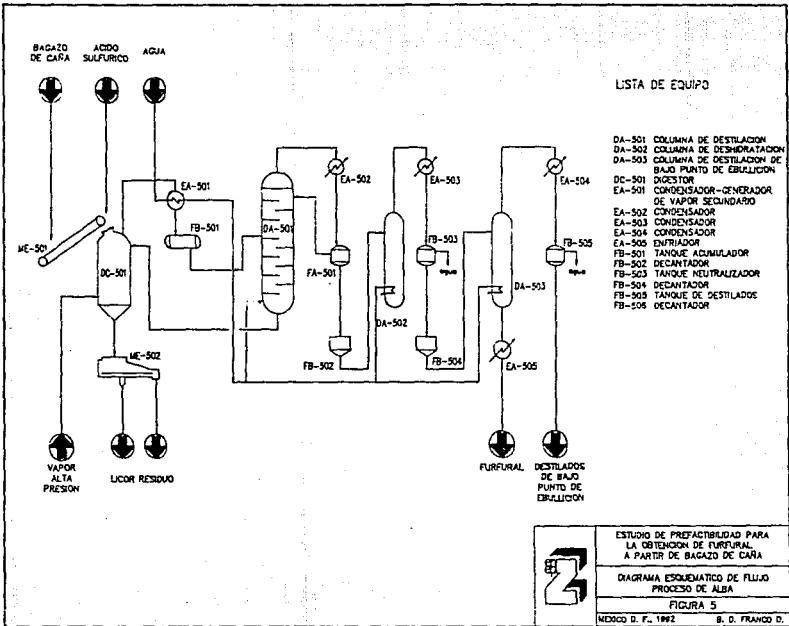 BAGAZO
DE CAÑA
ACIDO
SULFURICO
AGUA
LISTA DE EQUIPO
DA-501 COLUMNA DE DESTILACION
DA-502 COLUMNA DE DESHIDRATACION
DA-503 COLUMNA DE DESTILACION DE
BAJO PUNTO DE EBULLICION
DC-501 DIGESTOR
EA-501 CONDENSADOR-GENERADOR
DE VAPOR SECUNDARIO
EA-502 CONDENSADOR
EA-503 CONDENSADOR
EA-504 CONDENSADOR
EA-505 ENFRIADOR
FB-501 TANQUE ACUMULADOR
FB-502 DECANTADOR
FB-503 TANQUE NEUTRALIZADOR
FB-504 DECANTADOR
FB-505 TANQUE DE DESTILADOS
FB-506 DECANTADOR
EA-501
EA-502
EA-503
EA-504
ME-501
FB-501
DA-501
FA-501
FB-503
agua
FB-505
agua
DC-501
DA-502
DA-503
ME-502
FB-502
FB-504
EA-505
VAPOR
ALTA
PRESION
LICOR RESIDUO
FURFURAL
DESTILADOS
DE BAJO
PUNTO DE
EBULLICION
ESTUDIO DE PREFACTIBILIDAD PARA
LA OBTENCION DE FURFURAL
A PARTIR DE BAGAZO DE CAÑA
DIAGRAMA ESQUEMATICO DE FLUJO
PROCESO DE ALBA
FIGURA 5
MEXICO D. F., 1992
B. D. FRANCO D.